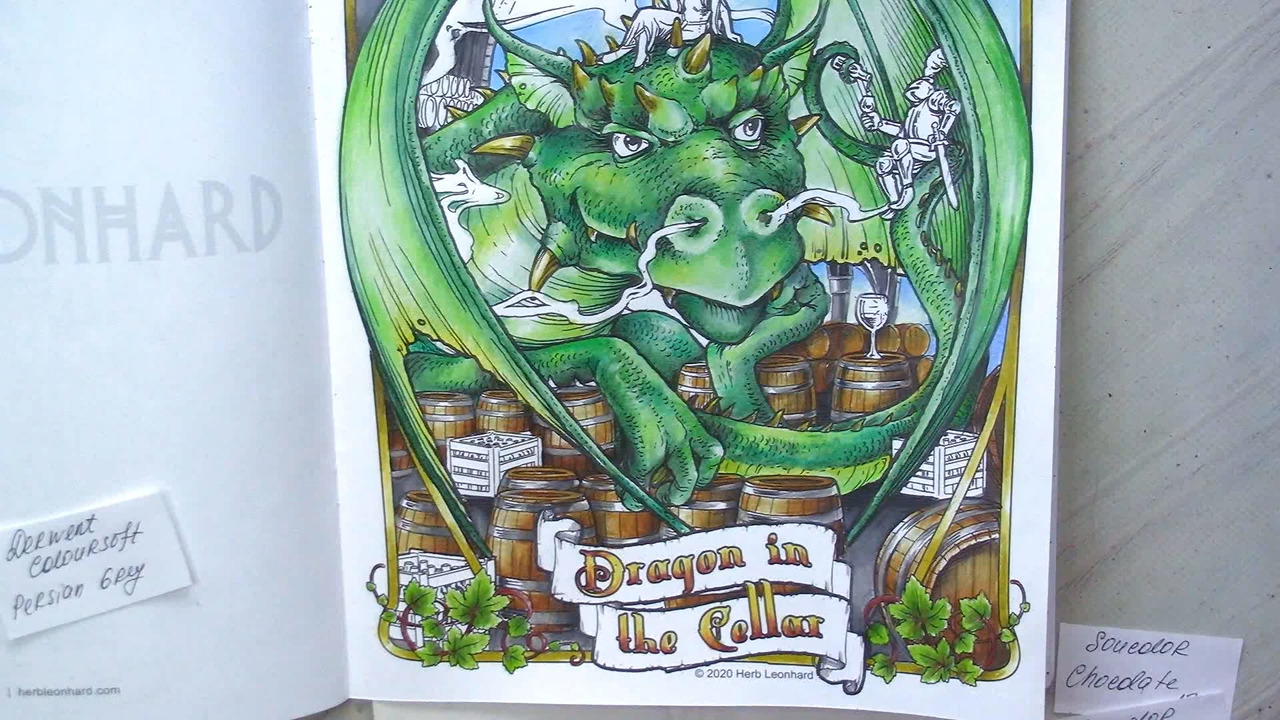 ONHARD
Derwent
Coloursoft
Persian Grey
| herbleonhard.com
Dragon in
the Cellar
© 2020 Herb Leonhard
Soucolor
Chocolate